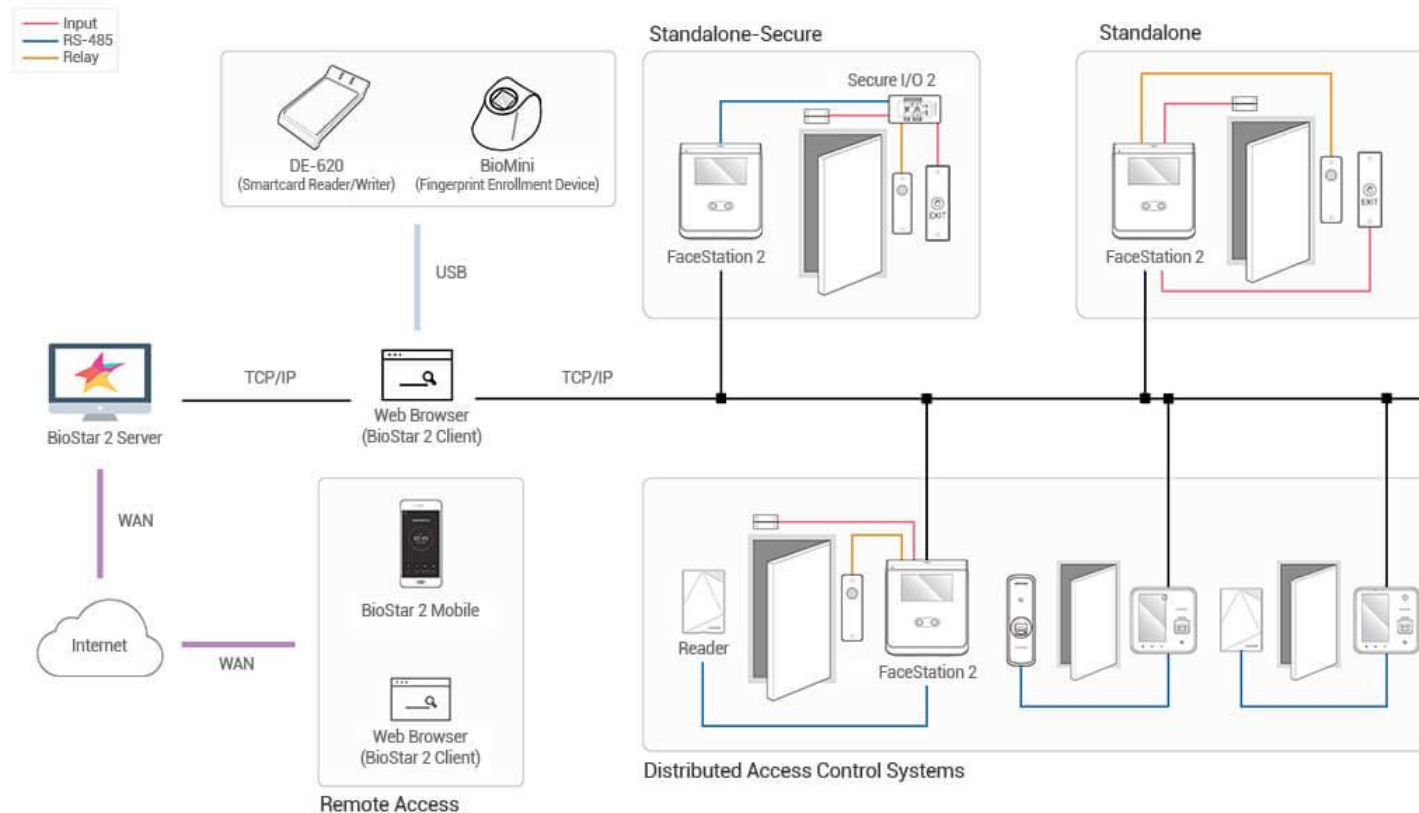 Input
RS-485
Relay
DE-620
(Smartcard Reader/Writer)
BioMini
(Fingerprint Enrollment Device)
USB
Standalone-Secure
Secure I/O 2
EXIT
FaceStation 2
Standalone
EXIT
FaceStation 2
BioStar 2 Server
TCP/IP
Web Browser
(BioStar 2 Client)
TCP/IP
WAN
Internet
WAN
BioStar 2 Mobile
Web Browser
(BioStar 2 Client)
Remote Access
Reader
FaceStation 2
Distributed Access Control Systems